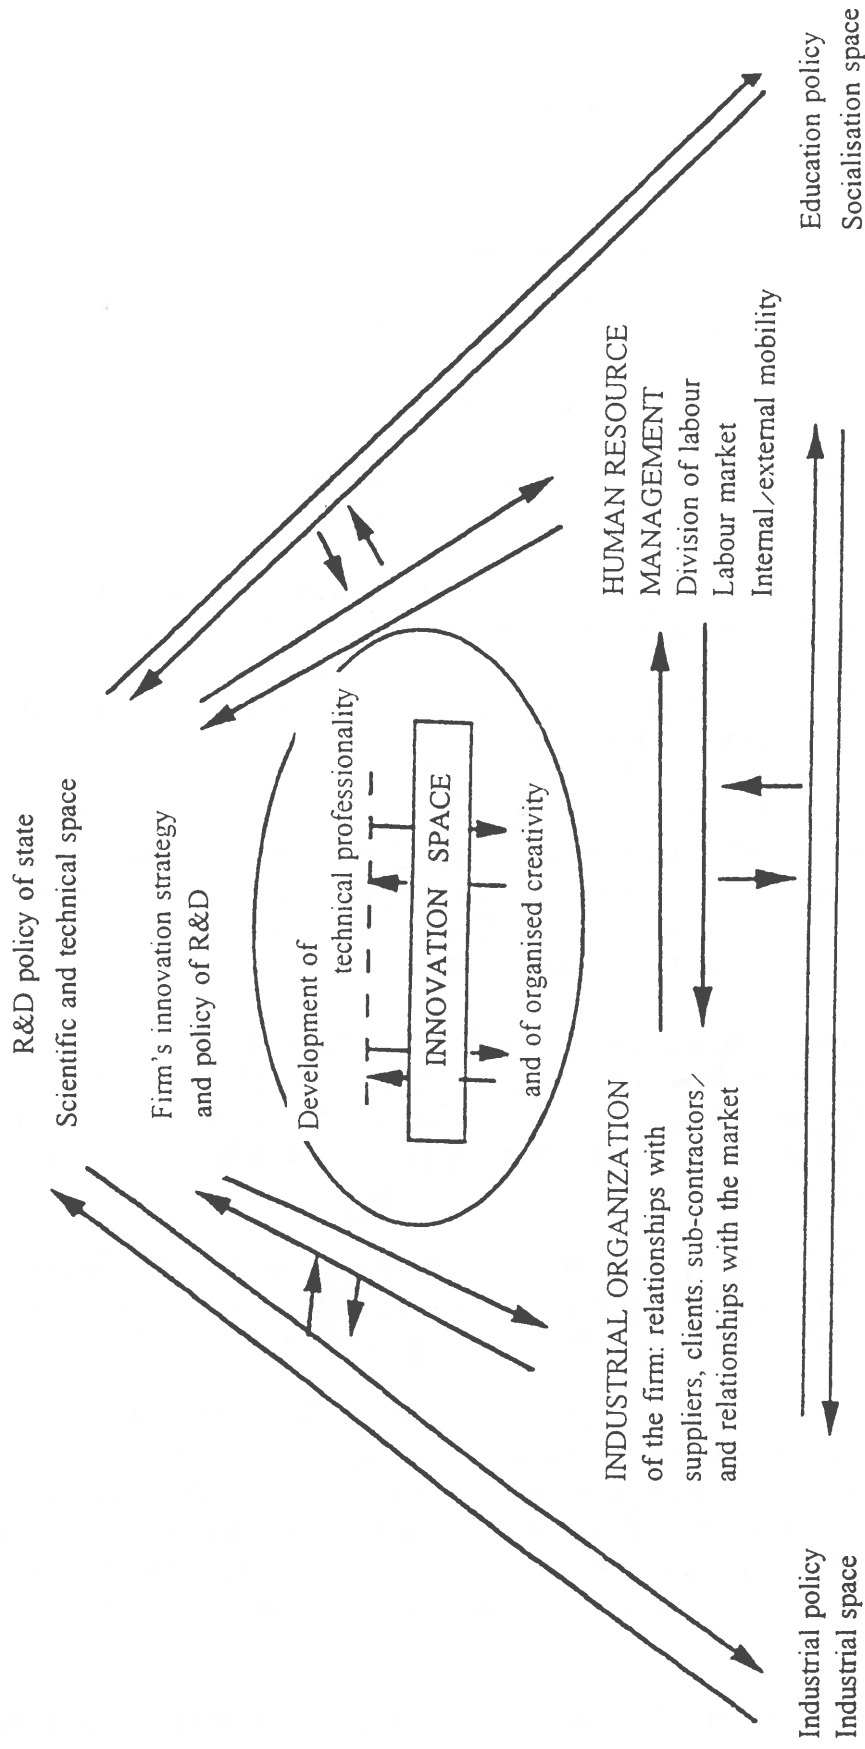 R&D policy of state
Scientific and technical space
Firm's innovation strategy
and policy of R&D
Development of
technical professionality
INNOVATION SPACE
and of organised creativity
INDUSTRIAL ORGANIZATION
of the firm: relationships with
suppliers, clients. sub-contractors/
and relationships with the market
HUMAN RESOURCE
MANAGEMENT
Division of labour
Labour market
Internal/external mobility
Industrial policy
Industrial space
Education policy
Socialisation space